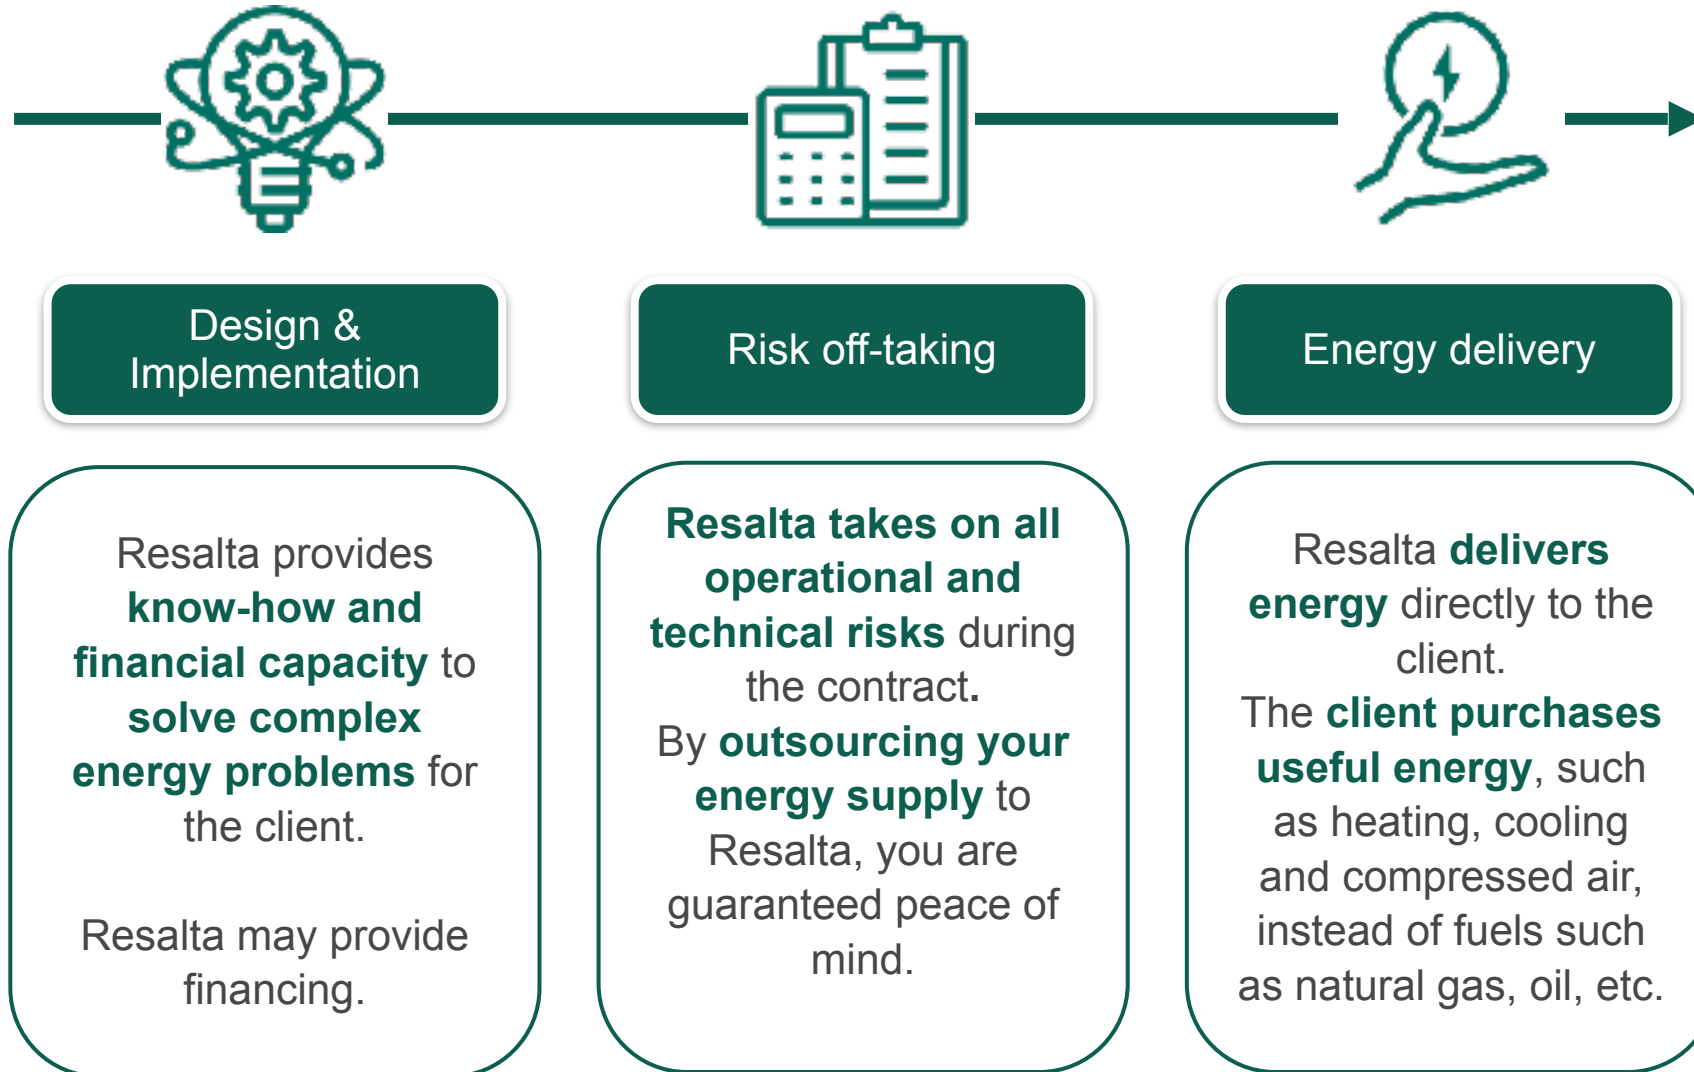 Design &
Implementation
Risk off-taking
Energy delivery
Resalta provides
know-how and
financial capacity to
solve complex
energy problems for
the client.
Resalta may provide
financing.
Resalta takes on all
operational and
technical risks during
the contract.
By outsourcing your
energy supply to
Resalta, you are
guaranteed peace of
mind.
Resalta delivers
energy directly to the
client.
The client purchases
useful energy, such
as heating, cooling
and compressed air,
instead of fuels such
as natural gas, oil, etc.